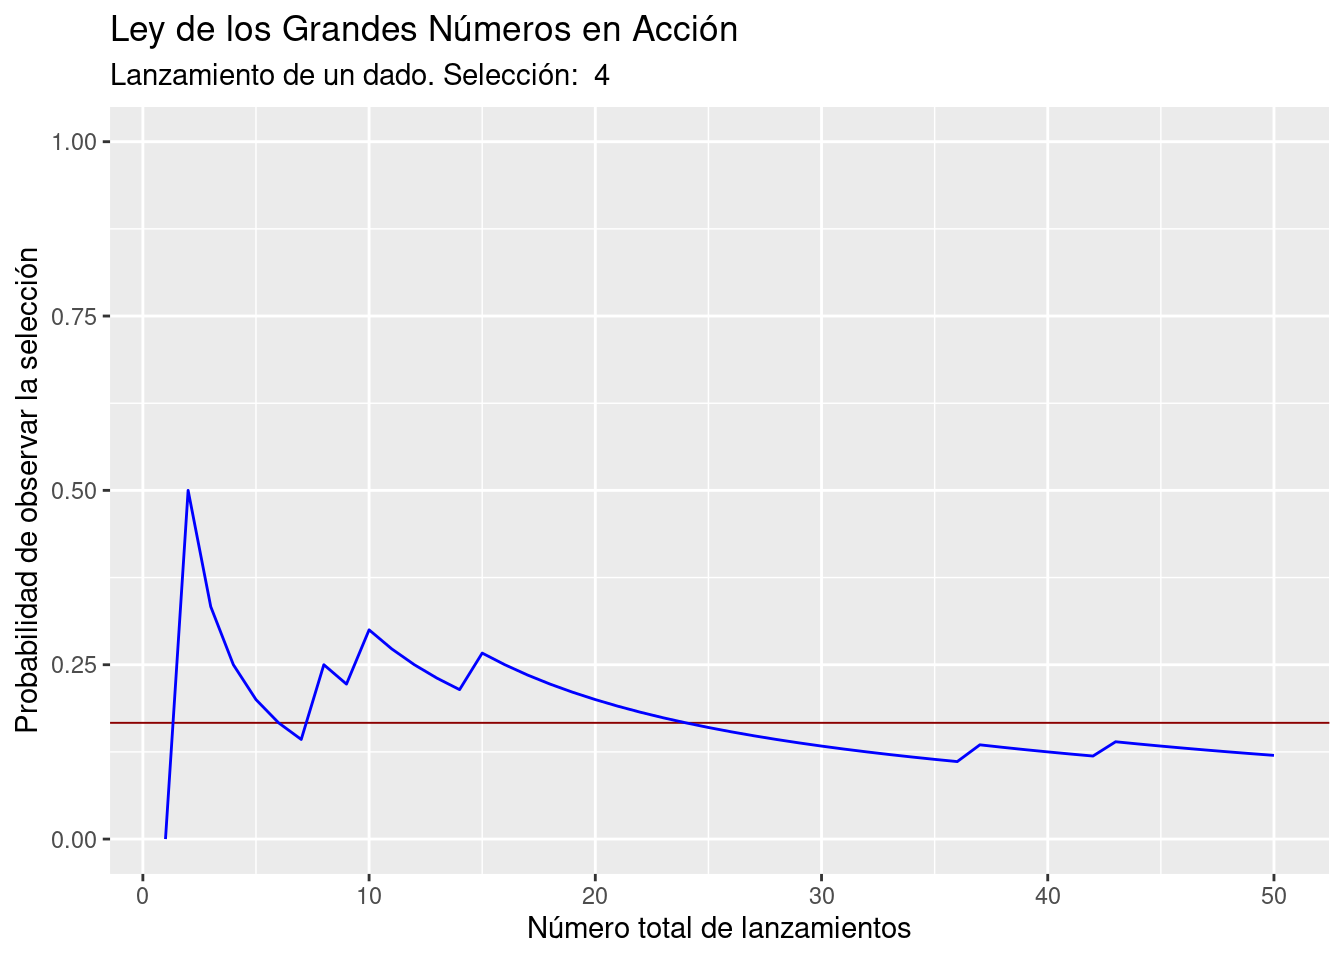 Ley de los Grandes Números en Acción
Lanzamiento de un dado. Selección:  4
Probabilidad de observar la selección
1.00
0.75
0.50
0.25
0.00
0 10 20 30 40 50
Número total de lanzamientos